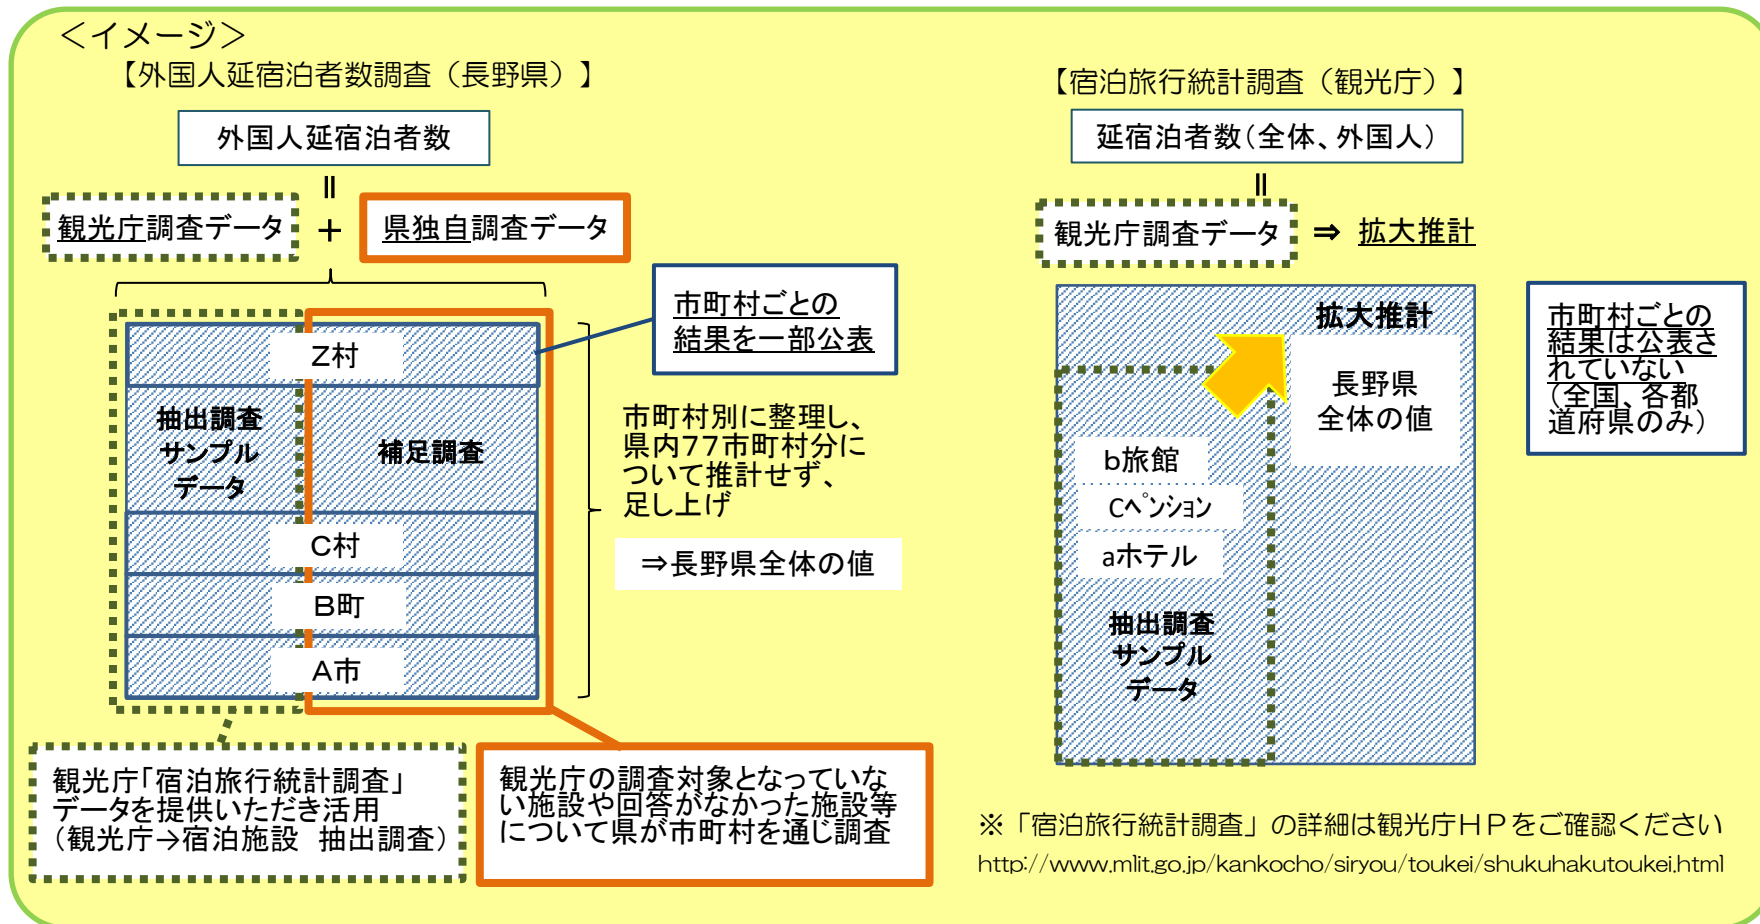 ＜イメージ＞
【外国人延宿泊者数調査（長野県）】
外国人延宿泊者数
＝
観光庁調査データ
＋
県独自調査データ
市町村ごとの
結果を一部公表
Z村
抽出調査
サンプル
データ
補足調査
C村
B町
A市
市町村別に整理し、
県内77市町村分に
ついて推計せず、
足し上げ
⇒長野県全体の値
観光庁「宿泊旅行統計調査」
データを提供いただき活用
（観光庁→宿泊施設　抽出調査）
観光庁の調査対象となっていな
い施設や回答がなかった施設等
について県が市町村を通じ調査
【宿泊旅行統計調査（観光庁）】
延宿泊者数（全体、外国人）
＝
観光庁調査データ ⇒ 拡大推計
拡大推計
長野県
全体の値
b旅館
Cペンション
aホテル
抽出調査
サンプル
データ
市町村ごとの
結果は公表さ
れていない
（全国、各都
道府県のみ）
※「宿泊旅行統計調査」の詳細は観光庁ＨＰをご確認ください
http://www.mlit.go.jp/kankocho/siryou/toukei/shukuhakutoukei.html